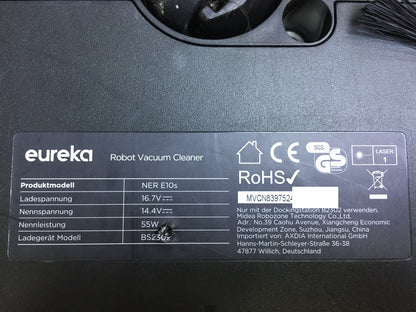 eureka
Robot Vacuum Cleaner
Produktmodell NER E10s
Ladespannung 16.7V⎓
Nennspannung 14.4V⎓
Nennleistung 55W
Ladegerät Modell BS2302
CE
SGS
GS
LASER
1
RoHS✓
MVCN8397524
Nur mit der Dockingstation BZ302 verwenden.
Midea Robozone Technology Co.,Ltd.
No.39 Caohu Avenue, Xiangcheng Economic
Development Zone, Suzhou, Jiangsu, China
Importiert von: AXDIA International GmbH
Hanns-Martin-Schleyer-Straße 36-38
47877 Willich, Deutschland